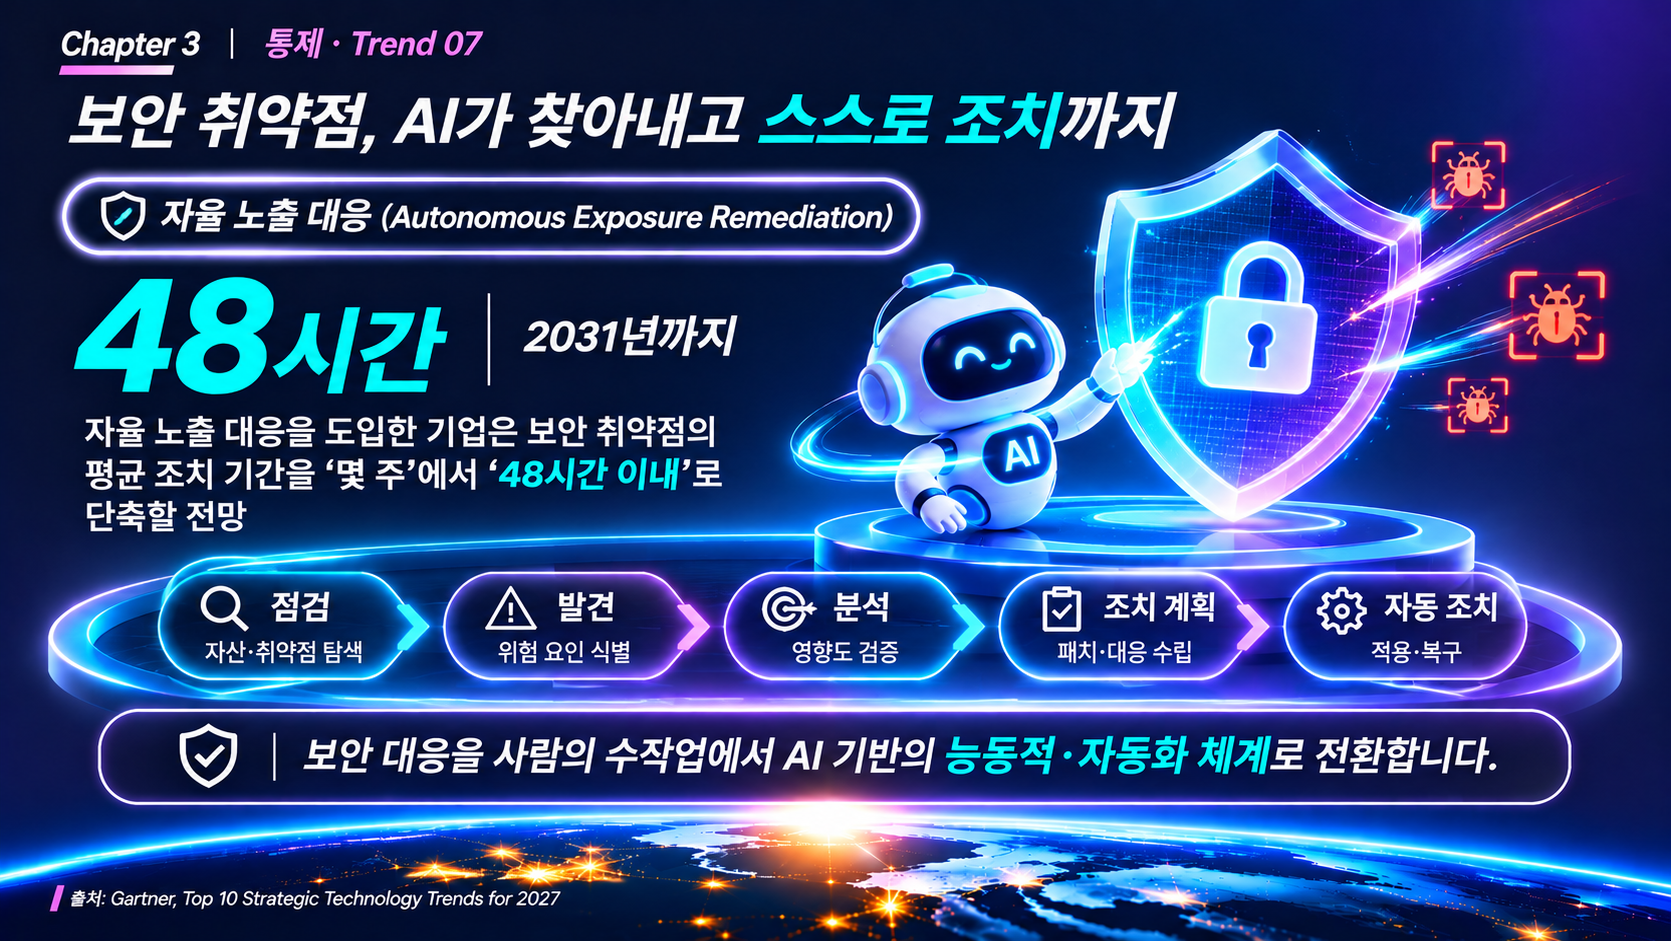 Chapter 3 | 통제 · Trend 07
보안 취약점, AI가 찾아내고 스스로 조치까지
자율 노출 대응 (Autonomous Exposure Remediation)
48시간 | 2031년까지
자율 노출 대응을 도입한 기업은 보안 취약점의
평균 조치 기간을 ‘몇 주’에서 ‘48시간 이내’로
단축할 전망
AI
점검
자산·취약점 탐색
발견
위험 요인 식별
분석
영향도 검증
조치 계획
패치·대응 수립
자동 조치
적용·복구
보안 대응을 사람의 수작업에서 AI 기반의 능동적·자동화 체계로 전환합니다.
출처: Gartner, Top 10 Strategic Technology Trends for 2027